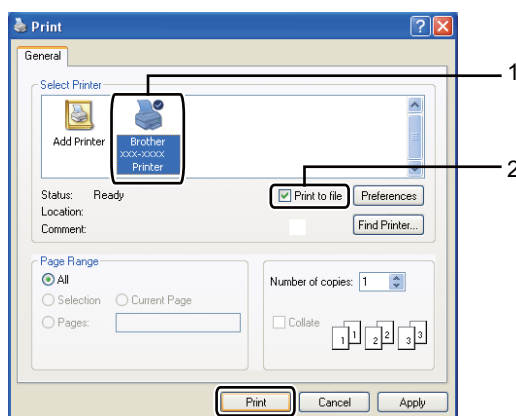 Print
General
1
Select Printer
Add Printer
Brother
xxx-xxxx
Printer
2
Status: Ready
Print to file
Preferences
Location:
Comment:
Find Printer...
Page Range
All
Selection
Current Page
Pages:
Number of copies: 1
Collate
1 1 2 2 3 3
Print
Cancel
Apply